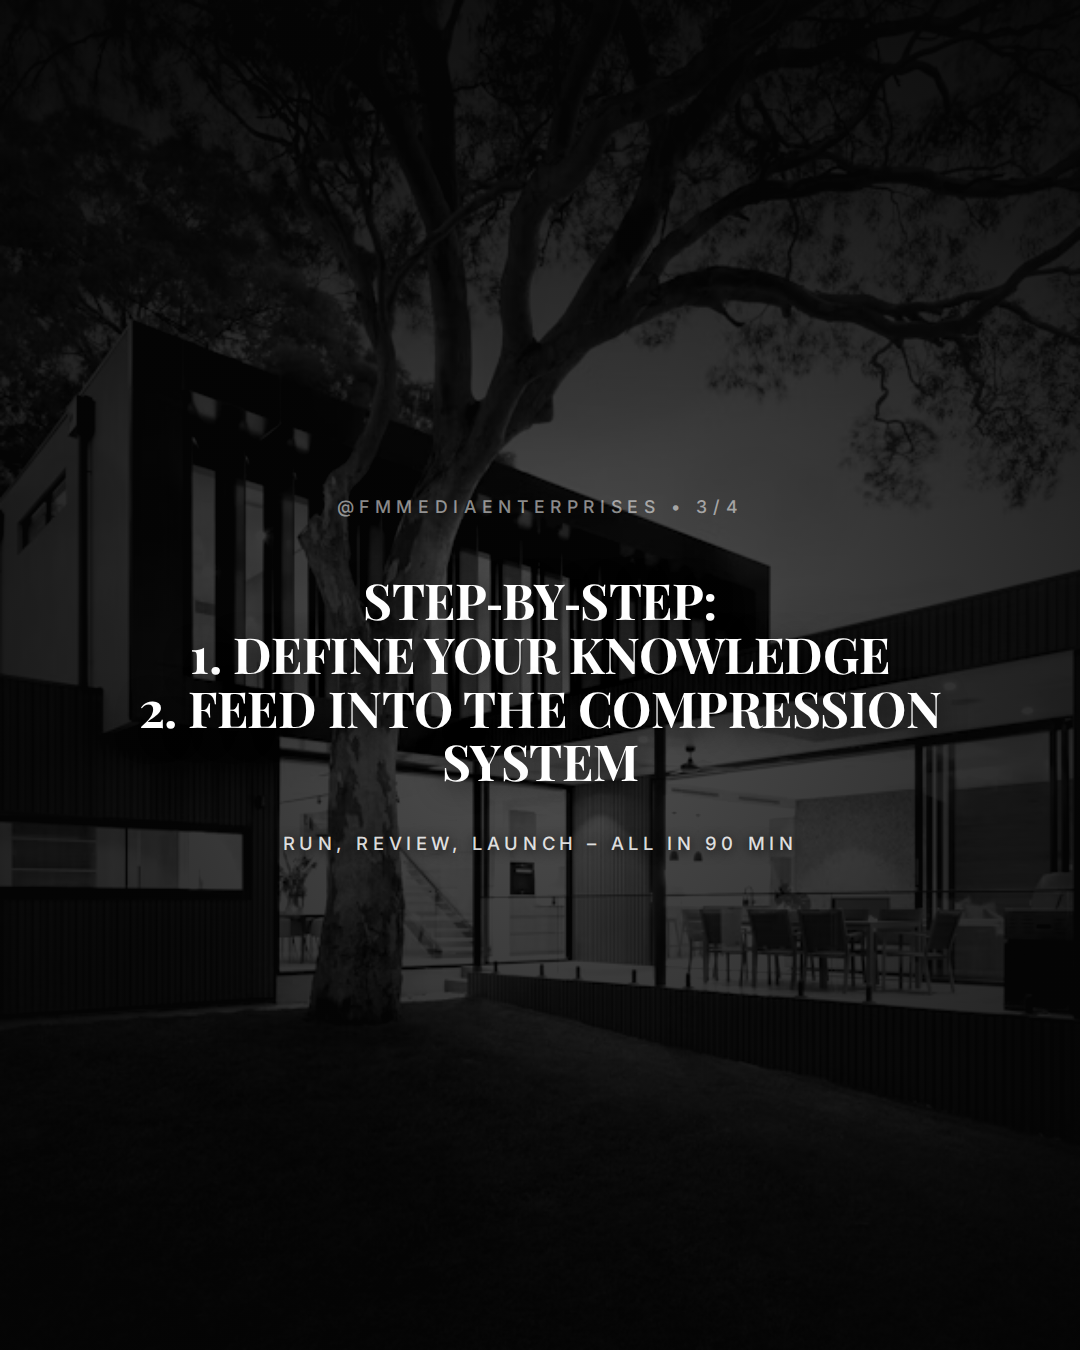 @FMMEDIAENTERPRISES • 3/4
STEP-BY-STEP:
1. DEFINE YOUR KNOWLEDGE
2. FEED INTO THE COMPRESSION
SYSTEM
RUN, REVIEW, LAUNCH – ALL IN 90 MIN